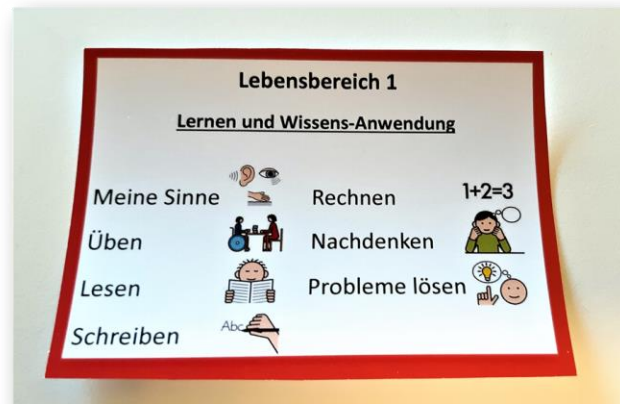 Lebensbereich 1
Lernen und Wissens-Anwendung
Meine Sinne
Üben
Lesen
Schreiben
Abc
Rechnen
1+2=3
Nachdenken
Probleme lösen